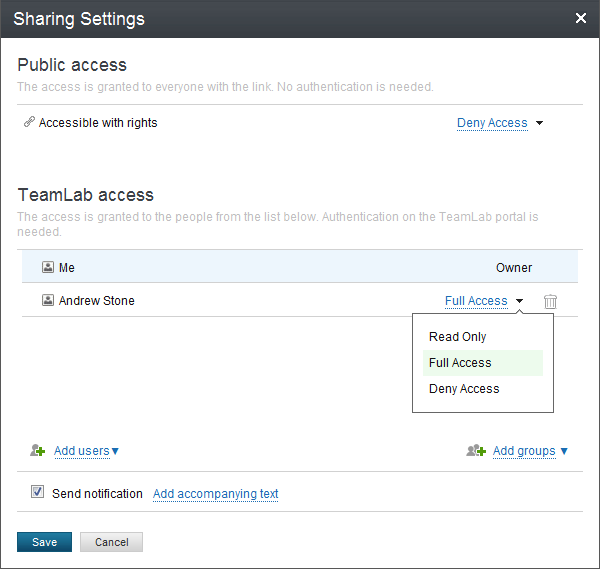 Sharing Settings
Public access
The access is granted to everyone with the link. No authentication is needed.
Accessible with rights Deny Access
TeamLab access
The access is granted to the people from the list below. Authentication on the TeamLab portal is
needed.
Me Owner
Andrew Stone Full Access
Read Only
Full Access
Deny Access
Add users Add groups
Send notification Add accompanying text
Save Cancel